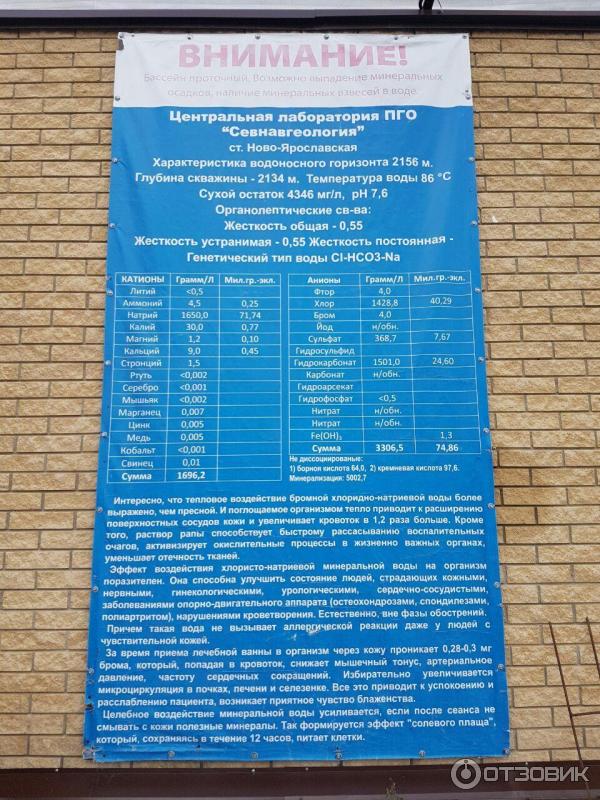 ВНИМАНИЕ!
Бассейн проточный. Возможно выпадение минеральных
осадков, наличие минеральных взвесей в воде.
Центральная лаборатория ПГО
"Севнавгеология"
ст. Ново-Ярославская
Характеристика водоносного горизонта 2156 м.
Глубина скважины - 2134 м. Температура воды 86 °С
Сухой остаток 4346 мг/л, рН 7,6
Органолептические св-ва:
Жесткость общая - 0,55
Жесткость устранимая - 0,55 Жесткость постоянная -
Генетический тип воды Cl-HCO3-Na
КАТИОНЫ Грамм/Л Мил.гр.-экл.
Литий <0,5
Аммоний 4,5 0,25
Натрий 1650,0 71,74
Калий 30,0 0,77
Магний 1,2 0,10
Кальций 9,0 0,45
Стронций 1,5
Ртуть <0,002
Серебро <0,001
Мышьяк <0,002
Марганец 0,007
Цинк 0,005
Медь 0,005
Кобальт <0,001
Свинец 0,01
Сумма 1696,2
Анионы Грамм/Л Мил.гр.-экл.
Фтор 4,0
Хлор 1428,8 40,29
Бром 4,0
Йод н/обн.
Сульфат 368,7 7,67
Гидросульфид
Гидрокарбонат 1501,0 24,60
Карбонат н/обн.
Гидроарсекат
Гидрофосфат <0,5
Нитрат н/обн.
Нитрат н/обн.
Fe(OH)3 1,3
Сумма 3306,5 74,86
Не диссоциированые:
1) борная кислота 64,0, 2) кремневая кислота 97,6.
Минерализация: 5002,7
Интересно, что тепловое воздействие бромной хлоридно-натриевой воды более
выражено, чем пресной. И поглощаемое организмом тепло приводит к расширению
поверхностных сосудов кожи и увеличивает кровоток в 1,2 раза больше. Кроме
того, раствор рапы способствует быстрому рассасыванию воспалительных
очагов, активизирует окислительные процессы в жизненно важных органах,
уменьшает отечность тканей.
Эффект воздействия хлористо-натриевой минеральной воды на организм
поразителен. Она способна улучшить состояние людей, страдающих кожными,
нервными, гинекологическими, урологическими, сердечно-сосудистыми,
заболеваниями опорно-двигательного аппарата (остеохондрозами, спондилезами,
полиартритом), нарушениями кроветворения. Естественно, вне фазы обострений.
Причем такая вода не вызывает аллергической реакции даже у людей с
чувствительной кожей.
За время приема лечебной ванны в организм через кожу проникает 0,28-0,3 мг
брома, который, попадая в кровоток, снижает мышечный тонус, артериальное
давление, частоту сердечных сокращений. Избирательно увеличивается
микроциркуляция в почках, печени и селезенке. Все это приводит к успокоению и
расслаблению пациента, возникает приятное чувство блаженства.
Целебное воздействие минеральной воды усиливается, если после сеанса не
смывать с кожи полезные минералы. Так формируется эффект "солевого плаща",
который, сохраняясь в течение 12 часов, питает клетки.
ОТЗОВИК